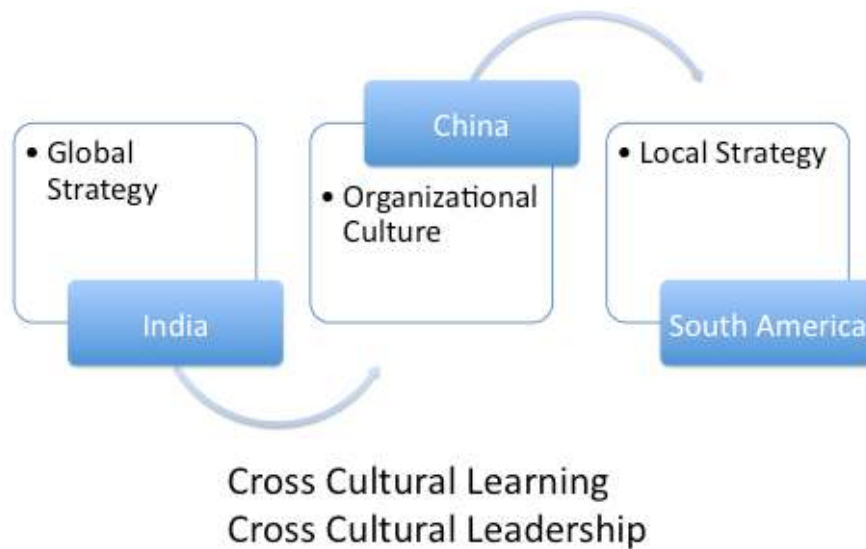 • Global
Strategy
India
China
• Organizational
Culture
• Local Strategy
South America
Cross Cultural Learning
Cross Cultural Leadership